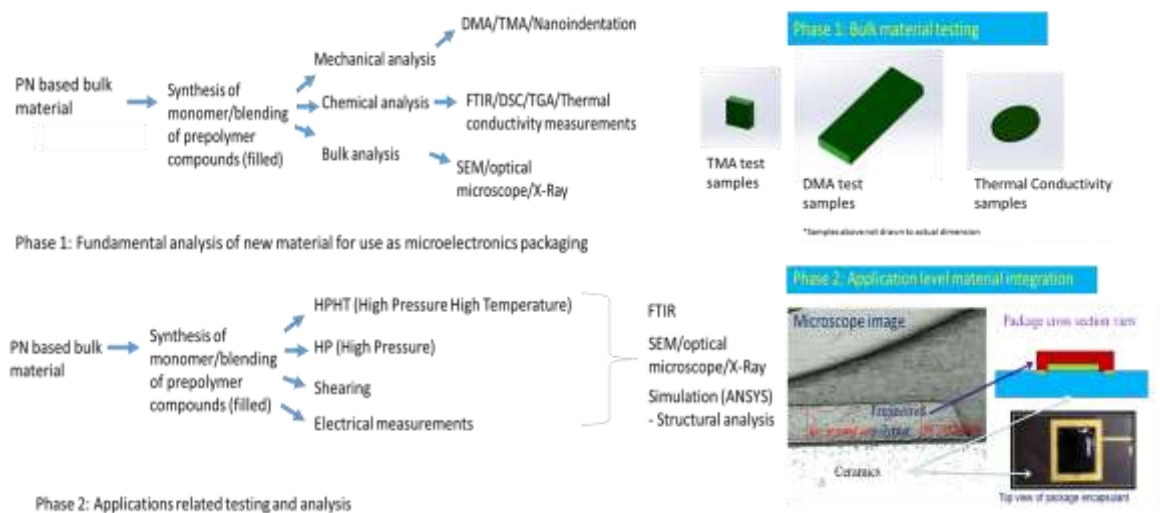 PN based bulk
material
Synthesis of
monomer/blending
of prepolymer
compounds (filled)
Mechanical analysis
Chemical analysis
Bulk analysis
DMA/TMA/Nanoindentation
FTIR/DSC/TGA/Thermal
conductivity measurements
SEM/optical
microscope/X-Ray
Phase 1: Fundamental analysis of new material for use as microelectronics packaging
Phase 1: Bulk material testing
TMA test
samples
DMA test
samples
Thermal Conductivity
samples
*Samples above not drawn to actual dimension
PN based bulk
material
Synthesis of
monomer/blending
of prepolymer
compounds (filled)
HPHT (High Pressure High Temperature)
HP (High Pressure)
Shearing
Electrical measurements
FTIR
SEM/optical
microscope/X-Ray
Simulation (ANSYS)
- Structural analysis
Phase 2: Applications related testing and analysis
Phase 2: Application level material integration
Microscope image
Package cross section view
Ceramics
Top view of package encapsulant